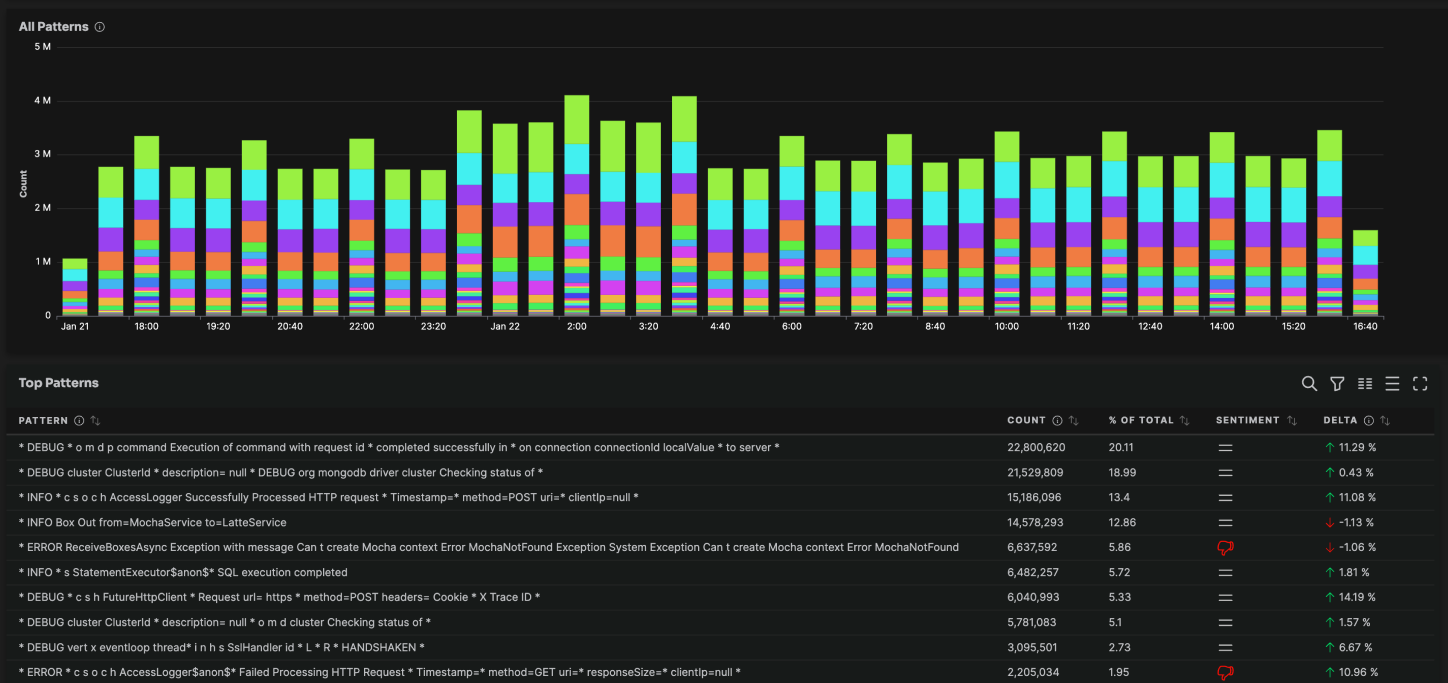 All Patterns
5 M
4 M
3 M
2 M
1 M
0
Count
Jan 21 18:00 19:20 20:40 22:00 23:20 Jan 22 2:00 3:20 4:40 6:00 7:20 8:40 10:00 11:20 12:40 14:00 15:20 16:40
Top Patterns
PATTERN COUNT % OF TOTAL SENTIMENT DELTA
* DEBUG * o m d p command Execution of command with request id * completed successfully in * on connection connectionId localValue * to server * 22,800,620 20.11 11.29 %
* DEBUG cluster ClusterId * description= null * DEBUG org mongodb driver cluster Checking status of * 21,529,809 18.99 0.43 %
* INFO * c s o c h AccessLogger Successfully Processed HTTP request * Timestamp=* method=POST uri=* clientIp=null * 15,186,096 13.4 11.08 %
* INFO Box Out from=MochaService to=LatteService 14,578,293 12.86 -1.13 %
* ERROR ReceiveBoxesAsync Exception with message Can t create Mocha context Error MochaNotFound Exception System Exception Can t create Mocha context Error MochaNotFound 6,637,592 5.86 -1.06 %
* INFO * s StatementExecutor$anon$* SQL execution completed 6,482,257 5.72 1.81 %
* DEBUG * c s h FutureHttpClient * Request url= https * method=POST headers= Cookie * X Trace ID * 6,040,993 5.33 14.19 %
* DEBUG cluster ClusterId * description= null * o m d cluster Checking status of * 5,781,083 5.1 1.57 %
* DEBUG vert x eventloop thread* i n h s SslHandler id * L * R * HANDSHAKEN * 3,095,501 2.73 6.67 %
* ERROR * c s o c h AccessLogger$anon$* Failed Processing HTTP Request * Timestamp=* method=GET uri=* responseSize=* clientIp=null * 2,205,034 1.95 10.96 %